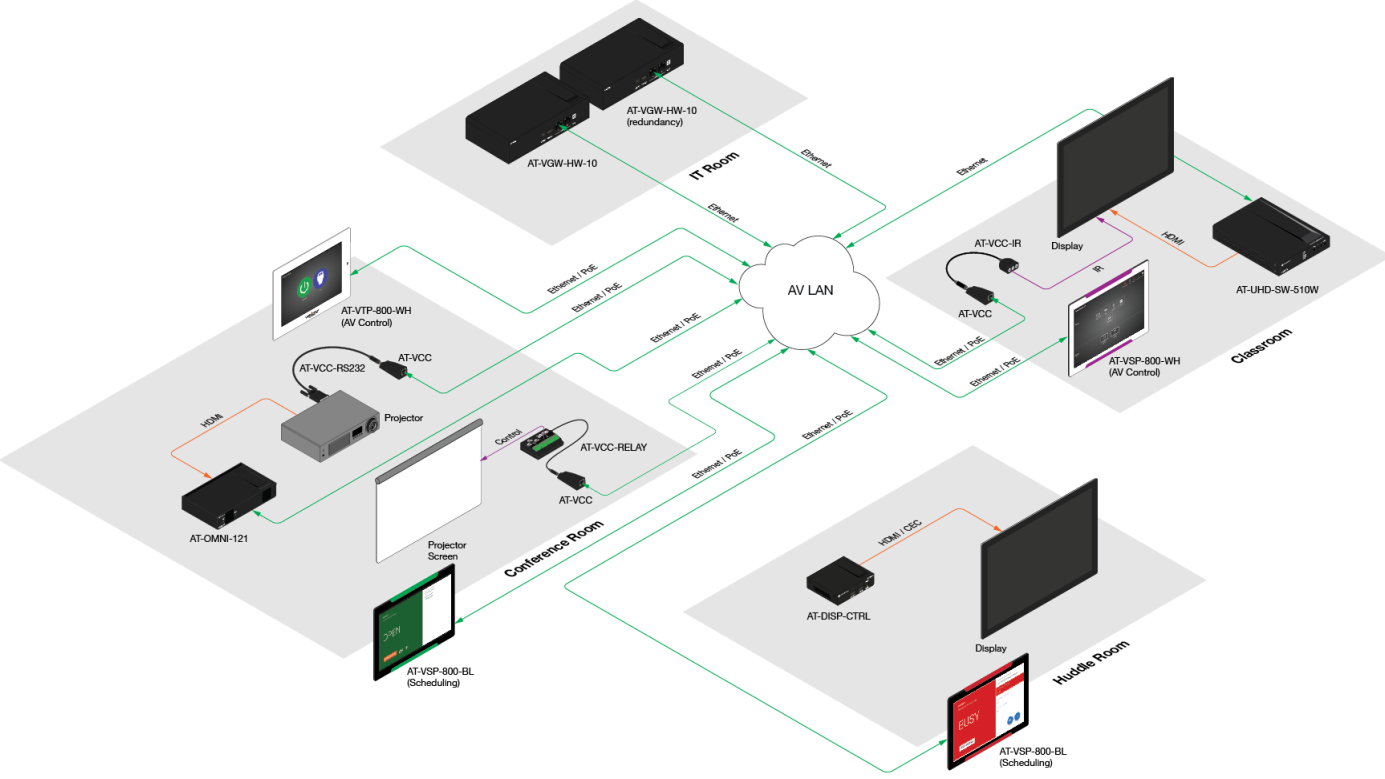 AT-VGW-HW-10
(redundancy)
AT-VGW-HW-10
IT Room
Ethernet
Ethernet
Ethernet
Display
HDMI
AT-VCC-IR
IR
AT-UHD-SW-510W
AT-VCC
Classroom
AT-VSP-800-WH
(AV Control)
Ethernet / PoE
Ethernet / PoE
AV LAN
Ethernet / PoE
Ethernet / PoE
Ethernet / PoE
Ethernet / PoE
Ethernet / PoE
Ethernet / PoE
AT-VTP-800-WH
(AV Control)
AT-VCC
AT-VCC-RS232
HDMI
Projector
Control
AT-VCC-RELAY
AT-VCC
AT-OMNI-121
Projector
Screen
Conference Room
OPEN
AT-VSP-800-BL
(Scheduling)
HDMI / CEC
AT-DISP-CTRL
Display
Huddle Room
BUSY
AT-VSP-800-BL
(Scheduling)